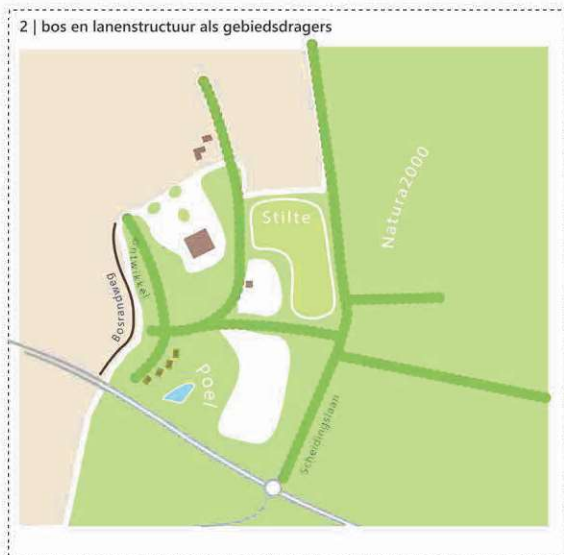 2 | bos en lanenstructuur als gebiedsdragers
Natura2000
Stilte
Bosrandweg
poel
Scheidingslaan